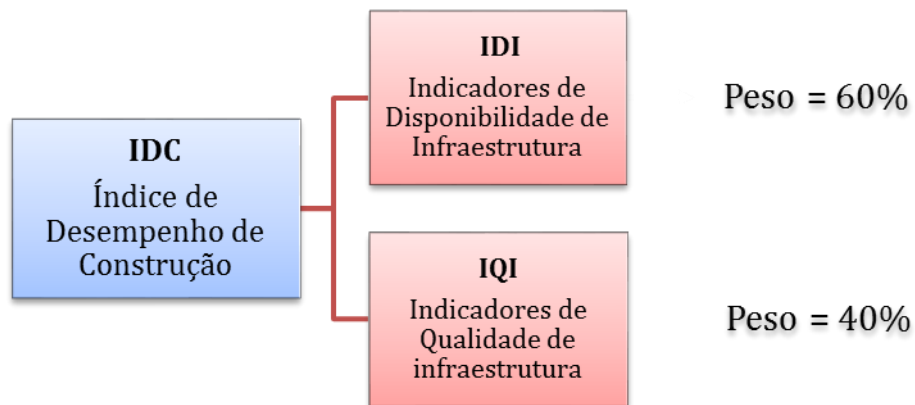 IDC
Índice de
Desempenho de
Construção
IDI
Indicadores de
Disponibilidade de
Infraestrutura
Peso = 60%
IQI
Indicadores de
Qualidade de
infraestrutura
Peso = 40%